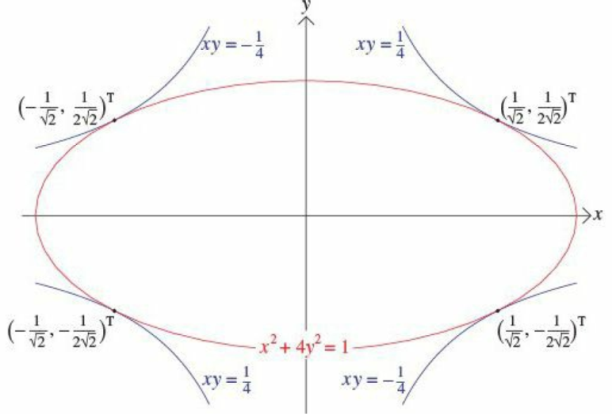 y
xy = -1/4
xy = 1/4
(-1/√2, 1/2√2)ᵀ
(1/√2, 1/2√2)ᵀ
x
(-1/√2, -1/2√2)ᵀ
(1/√2, -1/2√2)ᵀ
x² + 4y² = 1
xy = 1/4
xy = -1/4